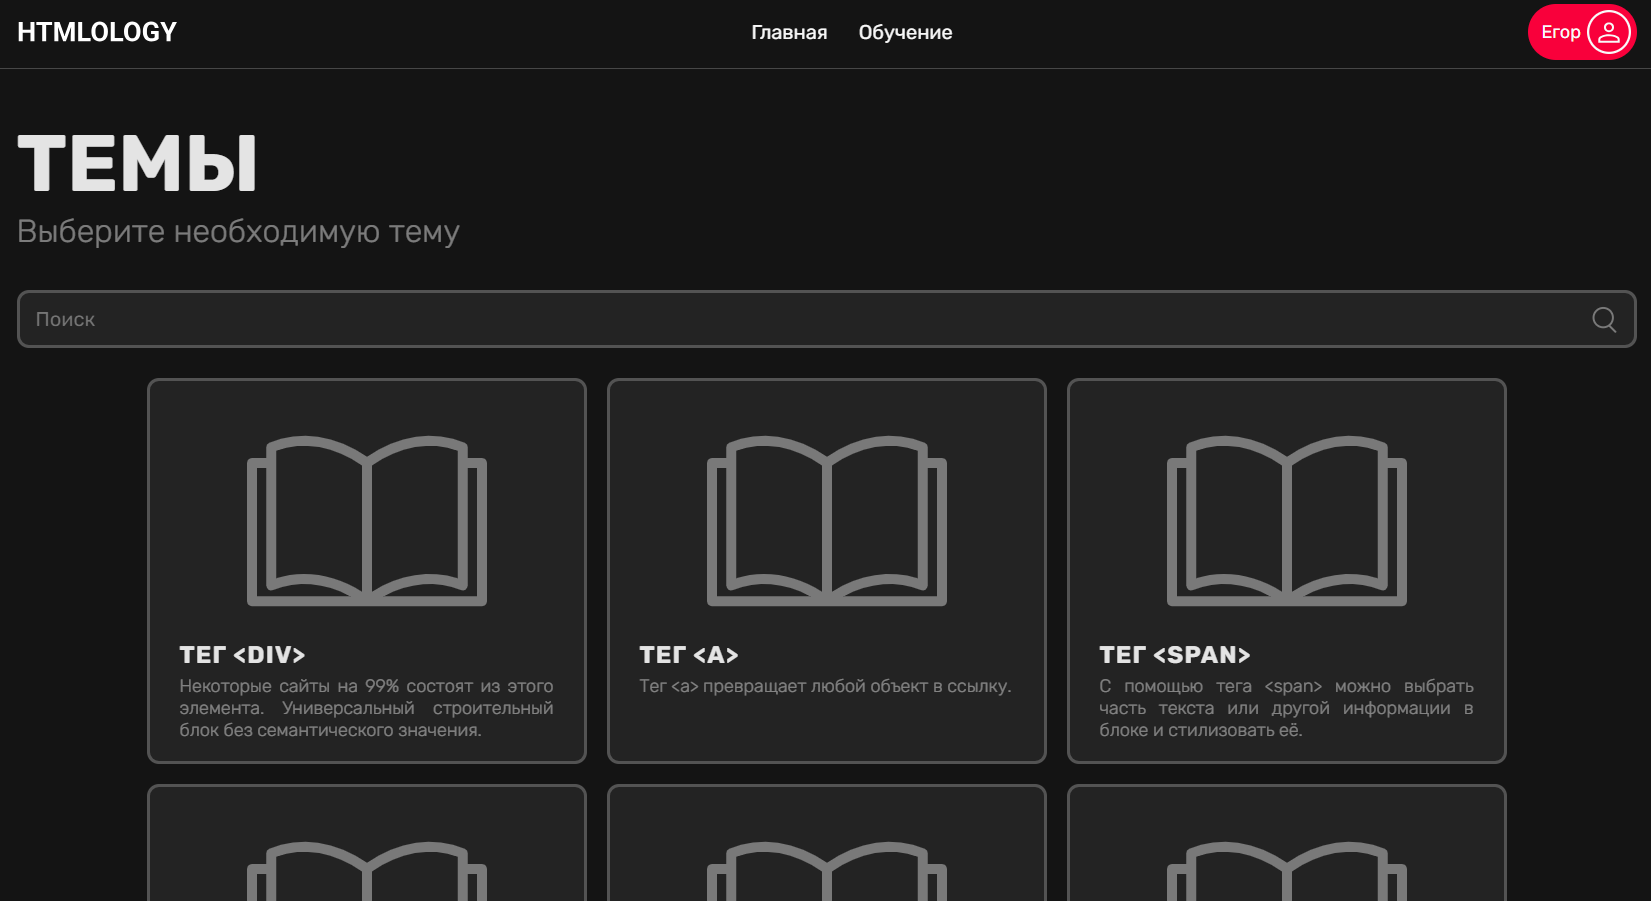 HTMLOLOGY
Главная
Обучение
Егор
ТЕМЫ
Выберите необходимую тему
Поиск
ТЕГ <DIV>
Некоторые сайты на 99% состоят из этого
элемента. Универсальный строительный
блок без семантического значения.
ТЕГ <A>
Тег <a> превращает любой объект в ссылку.
ТЕГ <SPAN>
С помощью тега <span> можно выбрать
часть текста или другой информации в
блоке и стилизовать её.